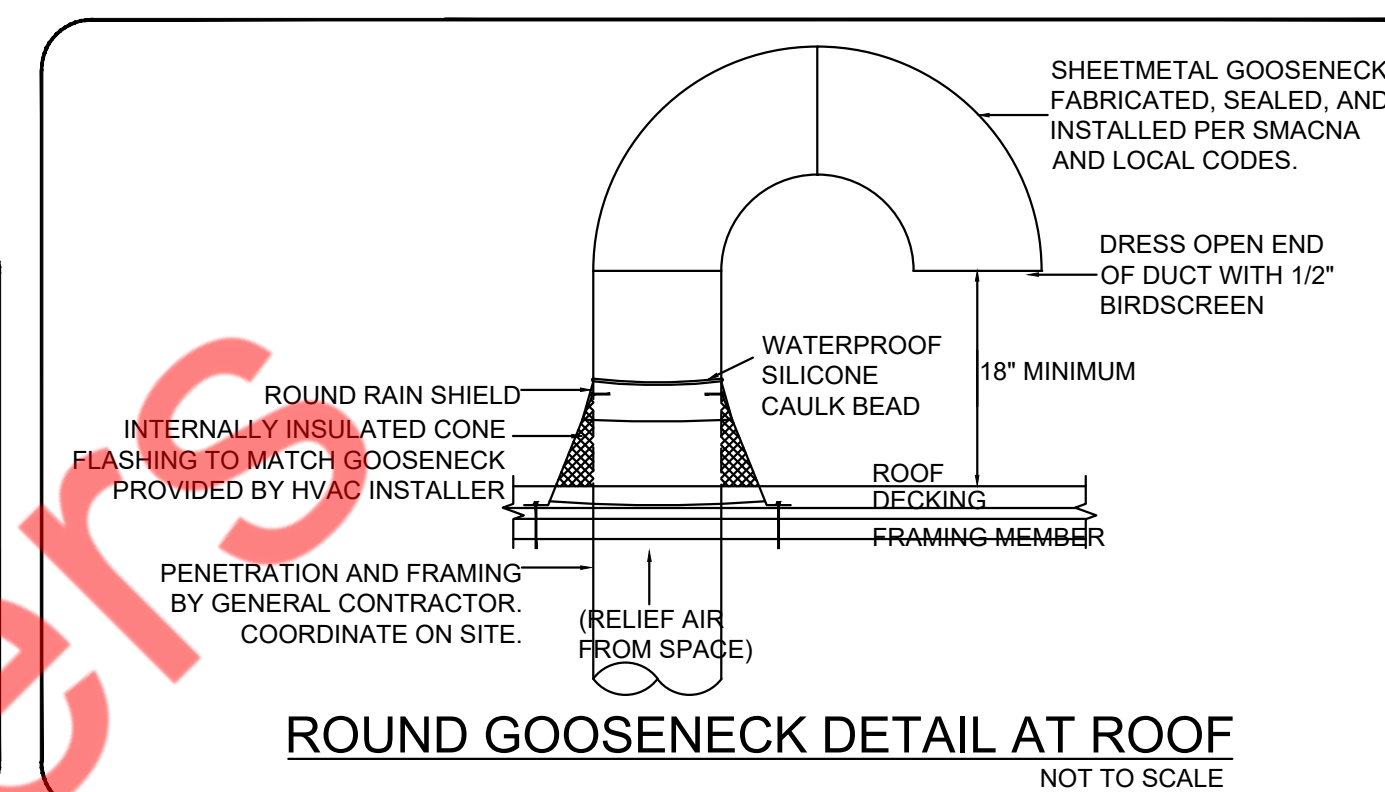 SHEETMETAL GOOSENECK
FABRICATED, SEALED, AND
INSTALLED PER SMACNA
AND LOCAL CODES.
DRESS OPEN END
OF DUCT WITH 1/2"
BIRDSCREEN
WATERPROOF
SILICONE
CAULK BEAD
18" MINIMUM
ROUND RAIN SHIELD
INTERNALLY INSULATED CONE
FLASHING TO MATCH GOOSENECK
PROVIDED BY HVAC INSTALLER
ROOF
DECKING
FRAMING MEMBER
PENETRATION AND FRAMING
BY GENERAL CONTRACTOR.
COORDINATE ON SITE.
(RELIEF AIR
FROM SPACE)
ROUND GOOSENECK DETAIL AT ROOF
NOT TO SCALE
ers